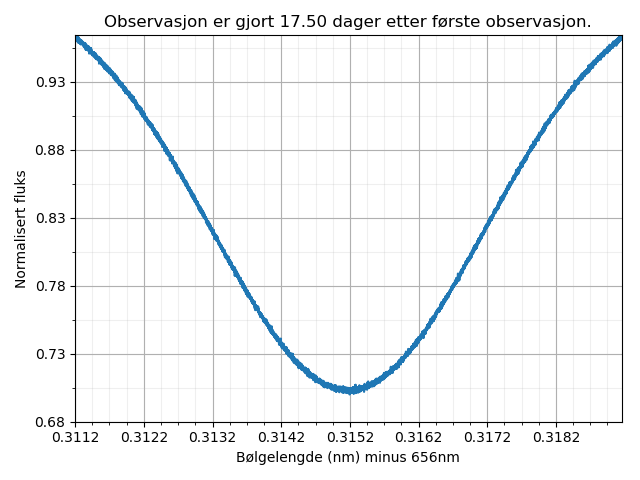 Observasjon er gjort 17.50 dager etter første observasjon.
Normalisert fluks
0.93
0.88
0.83
0.78
0.73
0.68
0.3112 0.3122 0.3132 0.3142 0.3152 0.3162 0.3172 0.3182
Bølgelengde (nm) minus 656nm